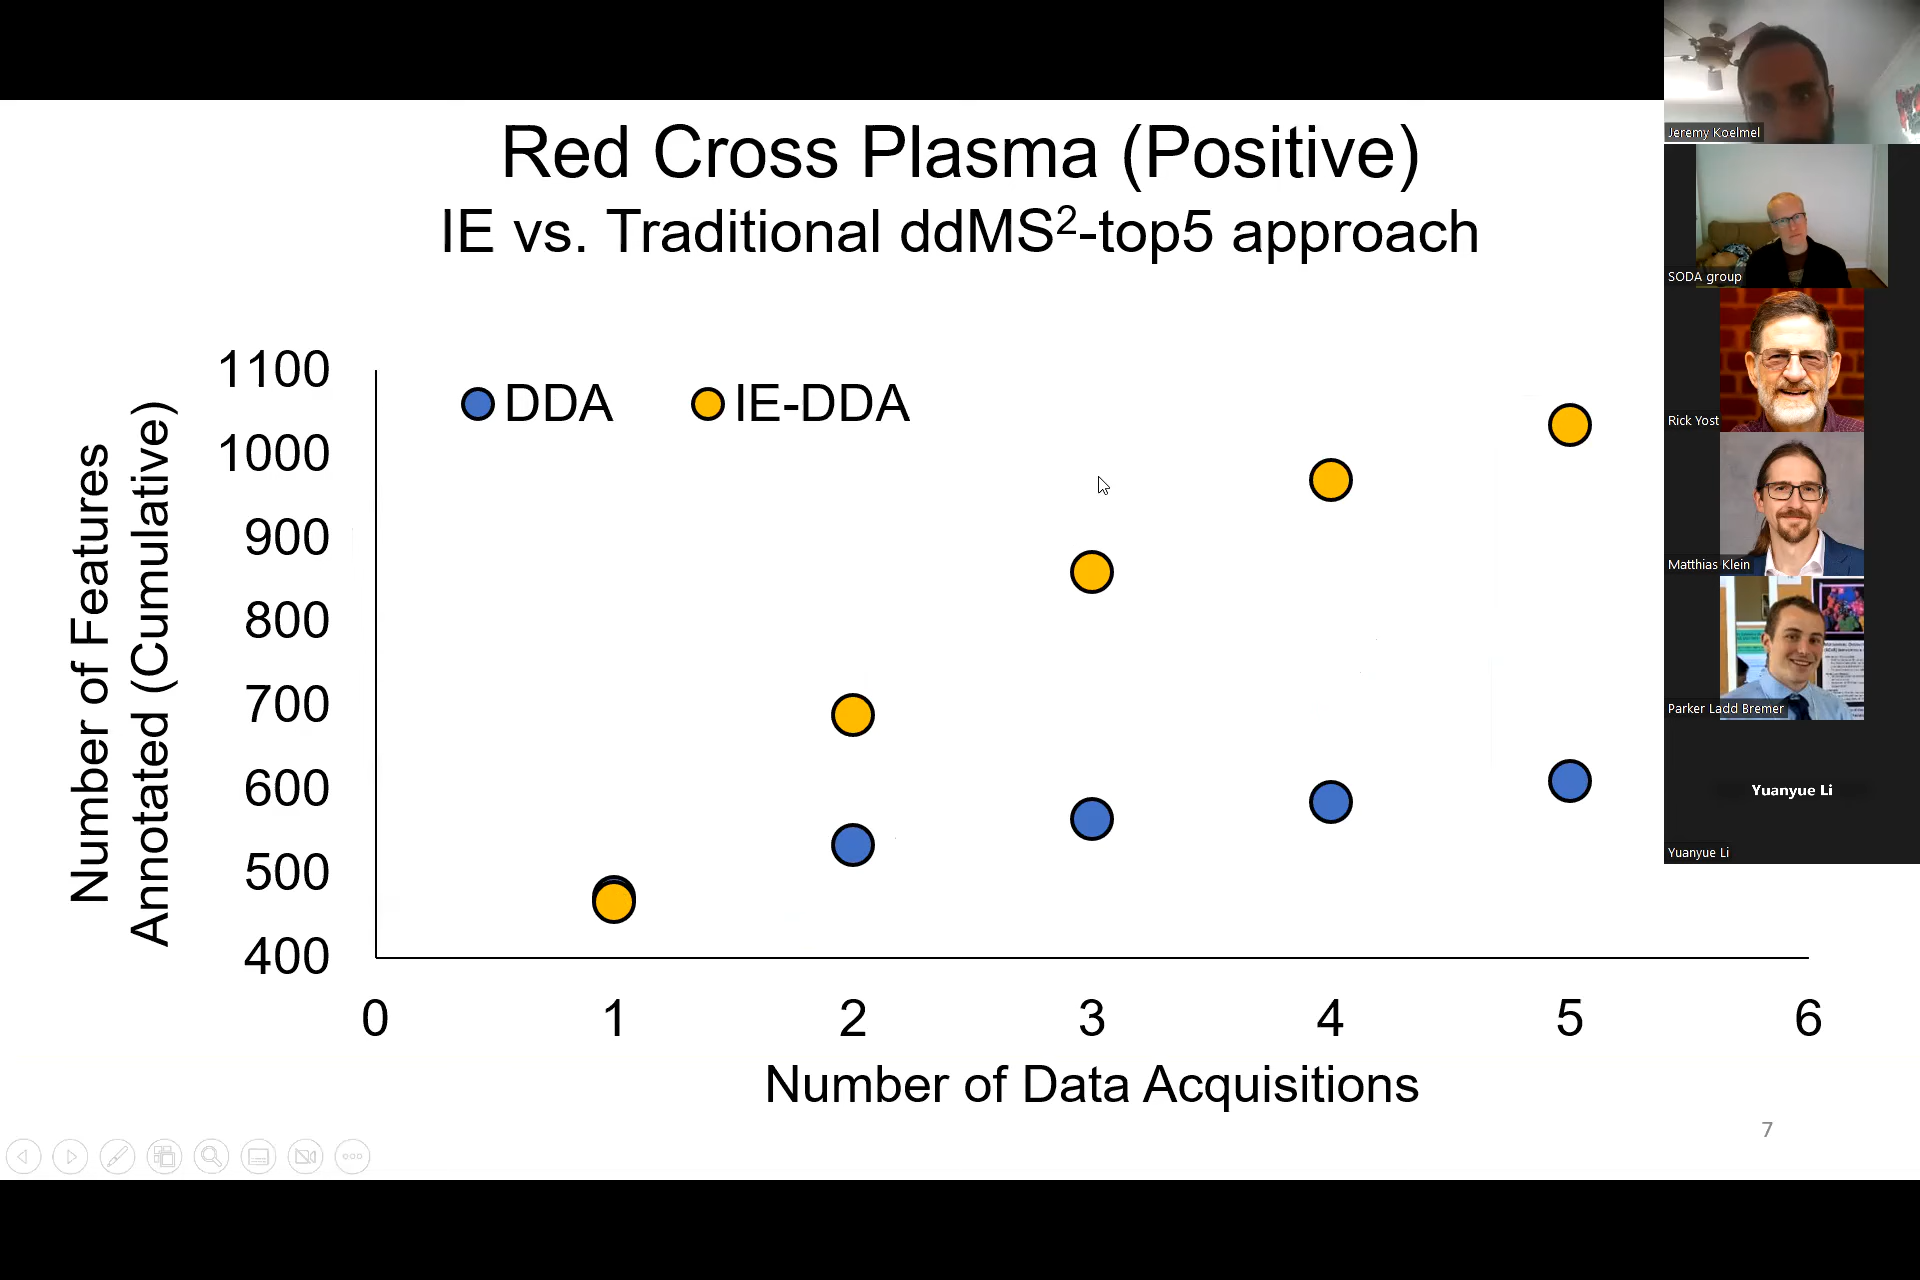 Red Cross Plasma (Positive)
IE vs. Traditional ddMS²-top5 approach
DDA
IE-DDA
Number of Features
Annotated (Cumulative)
1100
1000
900
800
700
600
500
400
0 1 2 3 4 5 6
Number of Data Acquisitions
7
Jeremy Koelmel
SODA group
Rick Yost
Matthias Klein
Parker Ladd Bremer
Yuanyue Li
Yuanyue Li